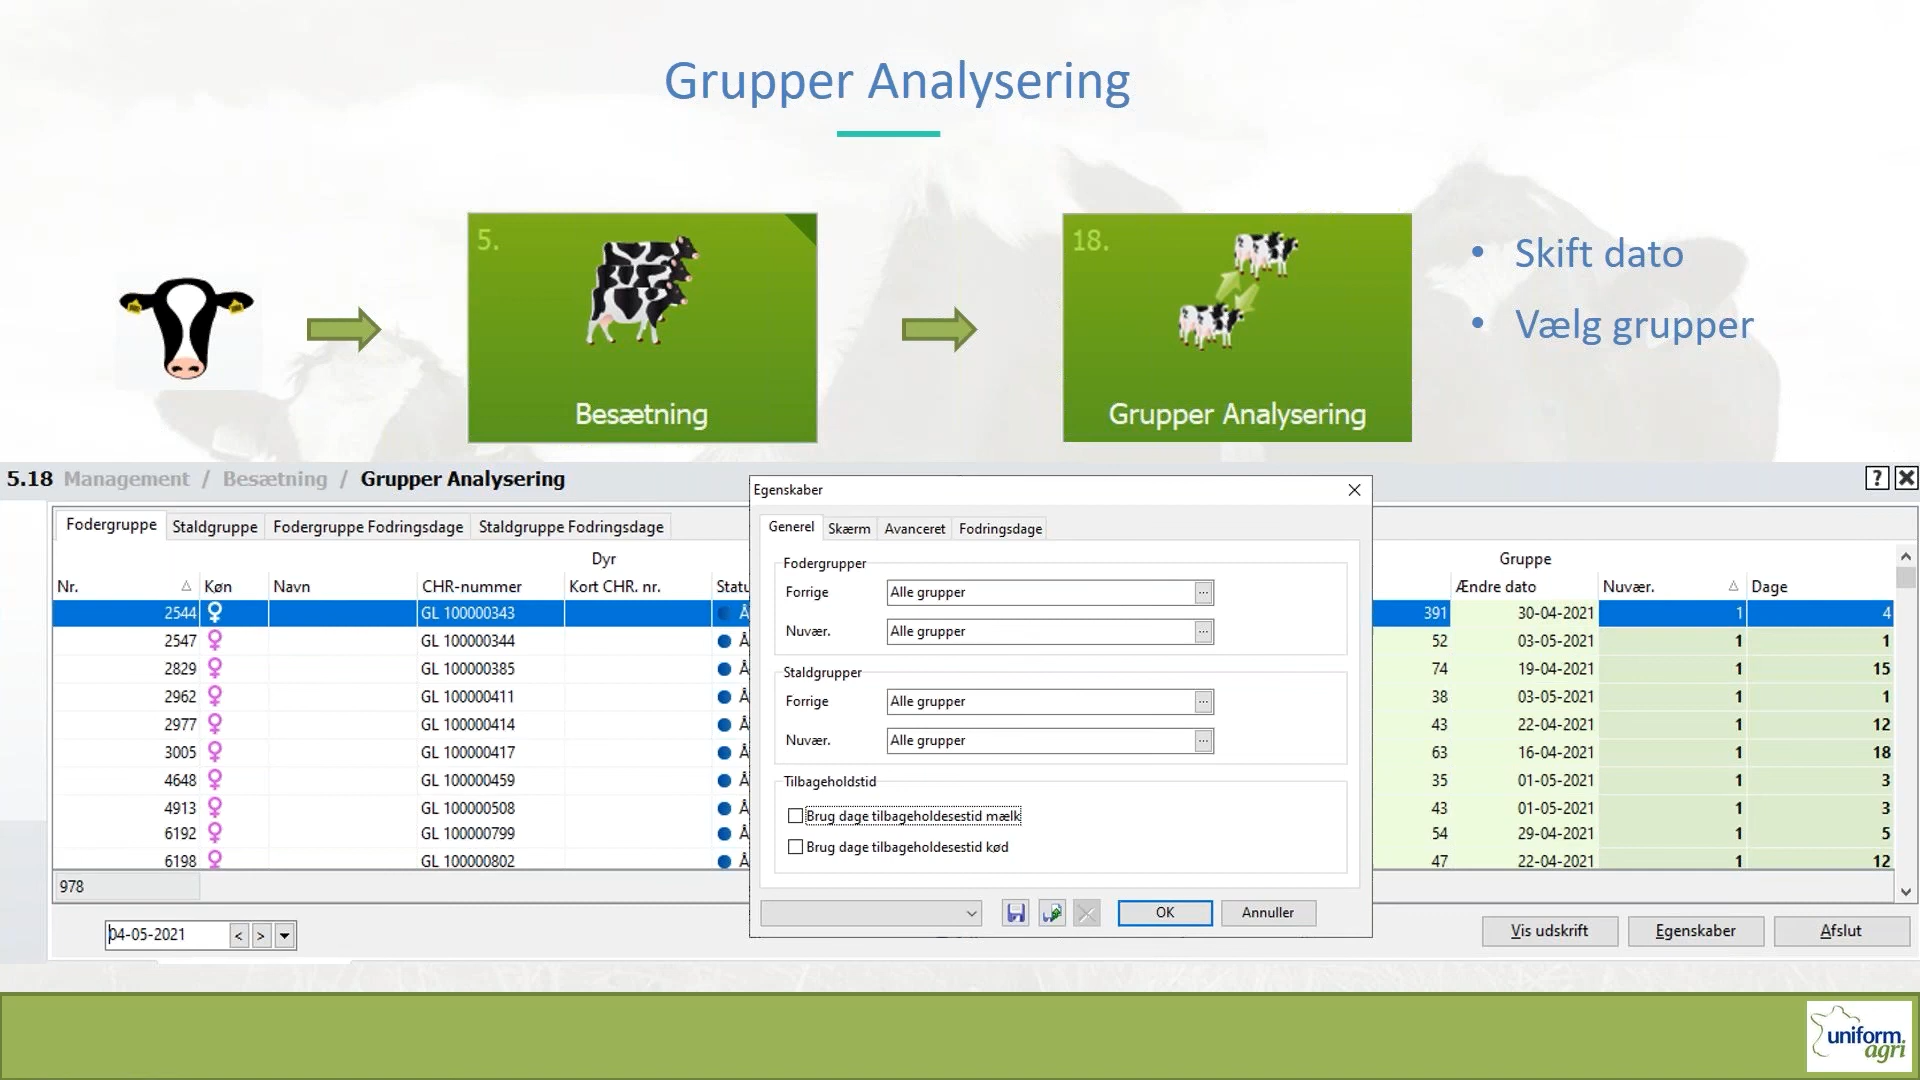 Grupper Analysering
5.
Besætning
18.
Grupper Analysering
• Skift dato
• Vælg grupper
5.18 Management / Besætning / Grupper Analysering
Fodergruppe Staldgruppe Fodergruppe Fodringsdage Staldgruppe Fodringsdage
Dyr
Gruppe
Nr. Køn Navn CHR-nummer Kort CHR. nr. Statu Ændre dato Nuvær. Dage
2544 GL 100000343 Å 391 30-04-2021 1 4
2547 GL 100000344 Å 52 03-05-2021 1 1
2829 GL 100000385 Å 74 19-04-2021 1 15
2962 GL 100000411 Å 38 03-05-2021 1 1
2977 GL 100000414 Å 43 22-04-2021 1 12
3005 GL 100000417 Å 63 16-04-2021 1 18
4648 GL 100000459 Å 35 01-05-2021 1 3
4913 GL 100000508 Å 43 01-05-2021 1 3
6192 GL 100000799 Å 54 29-04-2021 1 5
6198 GL 100000802 Å 47 22-04-2021 1 12
978
04-05-2021 < >
Egenskaber
Generel Skærm Avanceret Fodringsdage
Fodergrupper
Forrige Alle grupper ...
Nuvær. Alle grupper ...
Staldgrupper
Forrige Alle grupper ...
Nuvær. Alle grupper ...
Tilbageholdstid
Brug dage tilbageholdesestid mælk
Brug dage tilbageholdesestid kød
OK Annuller
Vis udskrift Egenskaber Afslut
uniform
agri